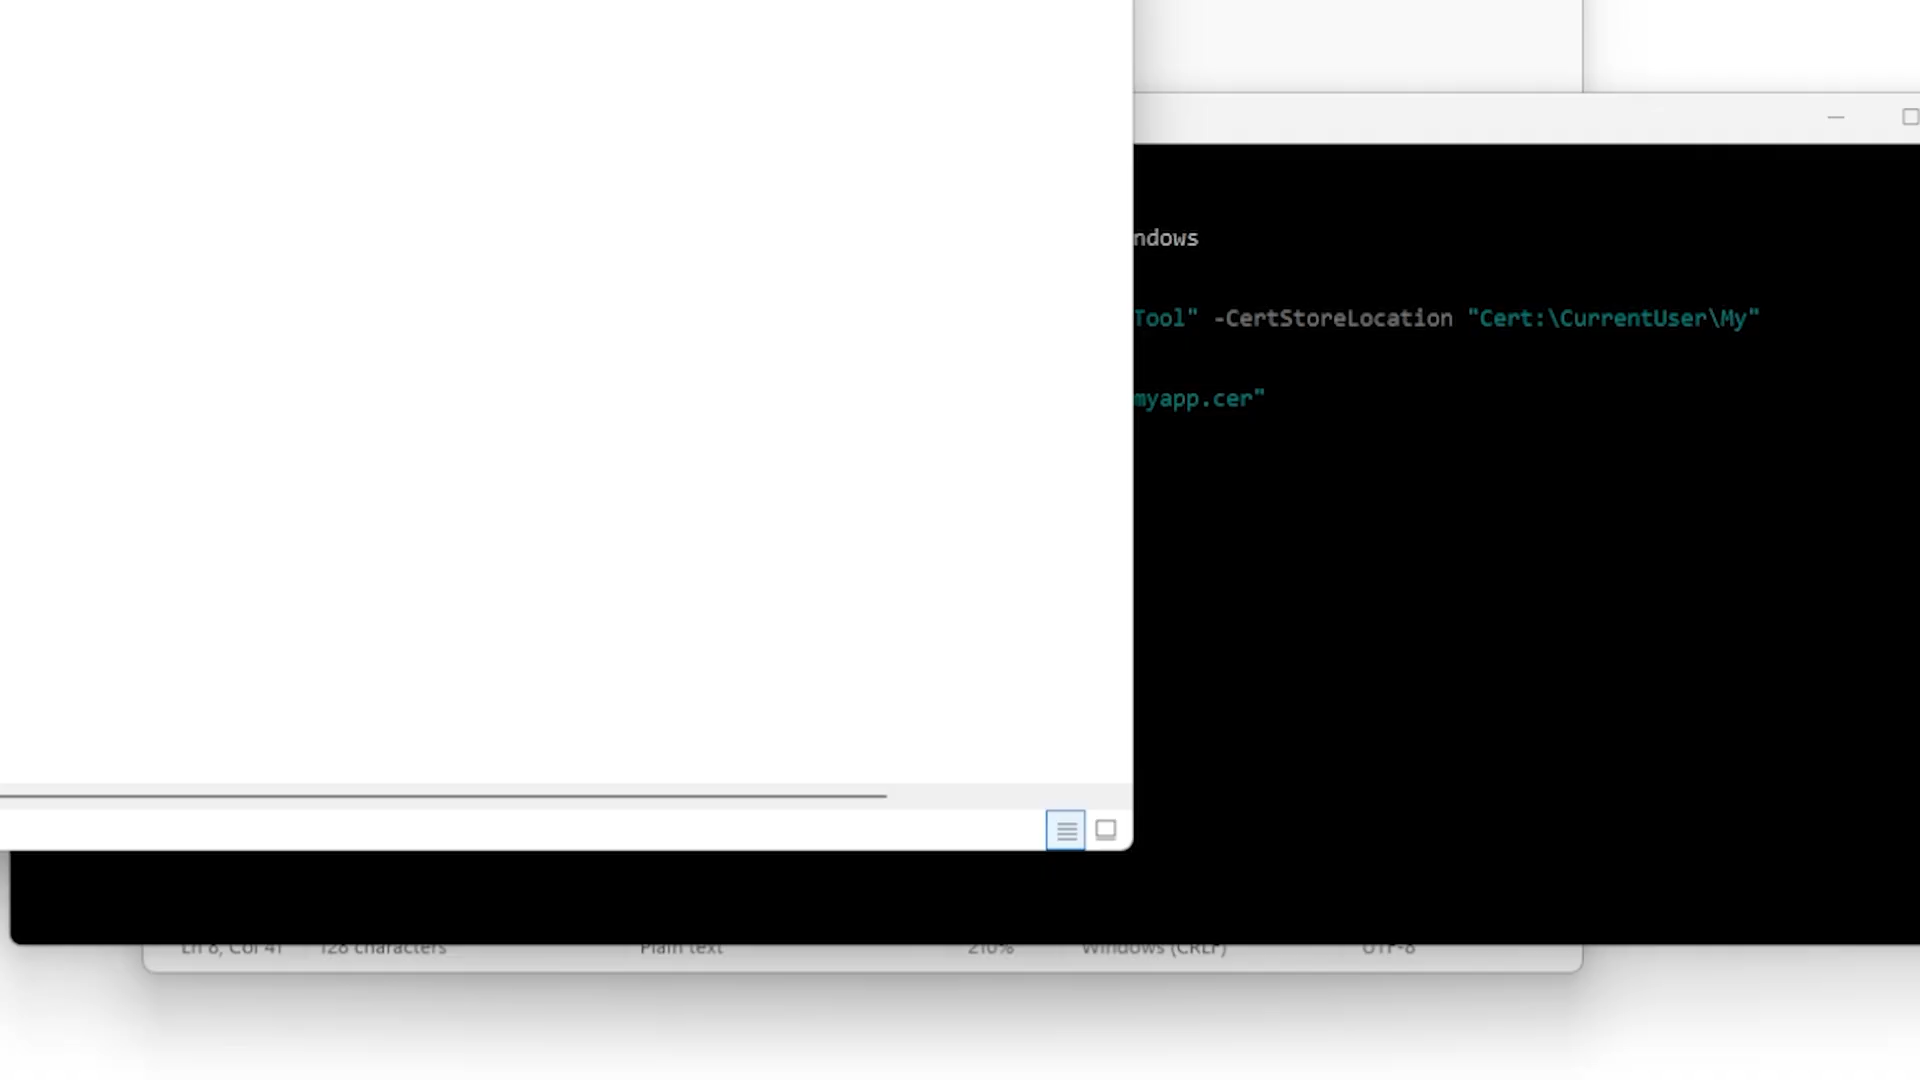 ndows
Tool" -CertStoreLocation "Cert:\CurrentUser\My"
myapp.cer"
Ln 8, Col 41 128 characters Plain text 210% Windows (CRLF) UTF-8